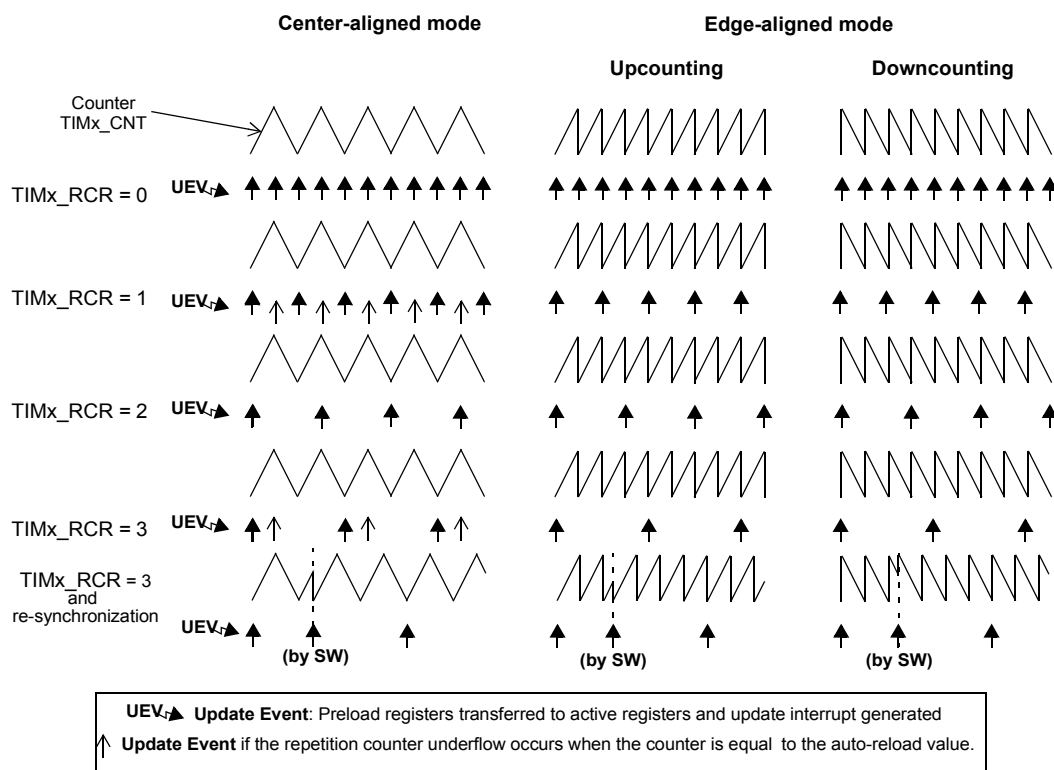 Center-aligned mode
Edge-aligned mode
Upcounting
Downcounting
Counter
TIMx_CNT
TIMx_RCR = 0
UEV
TIMx_RCR = 1
UEV
TIMx_RCR = 2
UEV
TIMx_RCR = 3
UEV
TIMx_RCR = 3
and
re-synchronization
UEV
(by SW)
(by SW)
(by SW)
UEV Update Event: Preload registers transferred to active registers and update interrupt generated
Update Event if the repetition counter underflow occurs when the counter is equal to the auto-reload value.